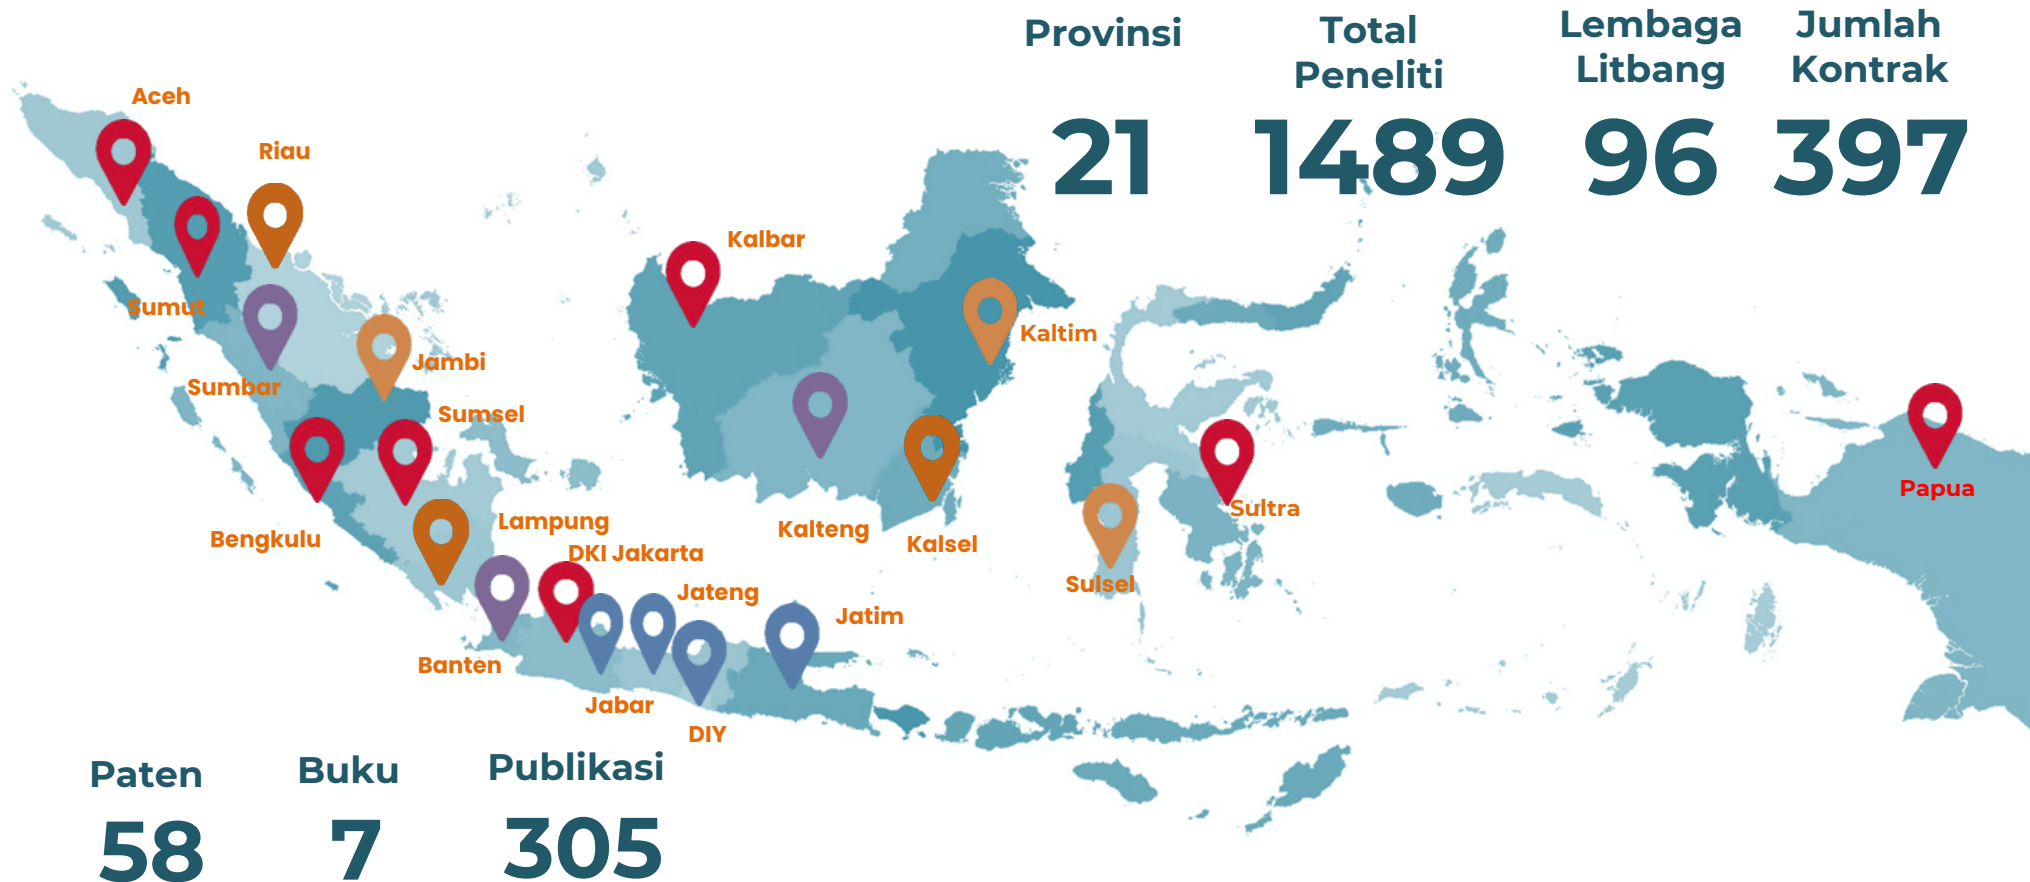 Provinsi
Total
Peneliti
Lembaga
Litbang
Jumlah
Kontrak
21
1489
96
397
Aceh
Riau
Kalbar
Sumut
Kaltim
Jambi
Sumbar
Sumsel
Papua
Sultra
Lampung
Kalteng
Bengkulu
Kalsel
DKI Jakarta
Sulsel
Jateng
Jatim
Banten
Jabar
DIY
Paten
Buku
Publikasi
58
7
305